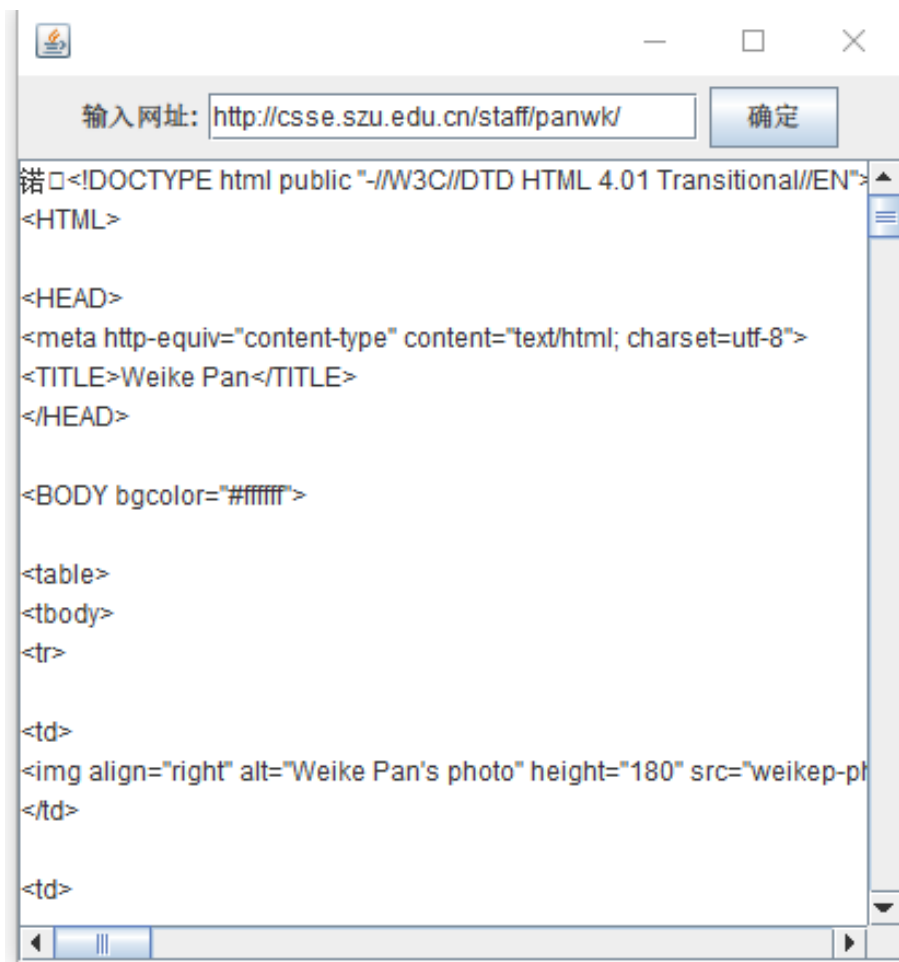 输入网址: http://csse.szu.edu.cn/staff/panwk/ 确定
锘□<!DOCTYPE html public "-//W3C//DTD HTML 4.01 Transitional//EN">
<HTML>
<HEAD>
<meta http-equiv="content-type" content="text/html; charset=utf-8">
<TITLE>Weike Pan</TITLE>
</HEAD>
<BODY bgcolor="#ffffff">
<table>
<tbody>
<tr>
<td>
<img align="right" alt="Weike Pan's photo" height="180" src="weikep-ph
</td>
<td>